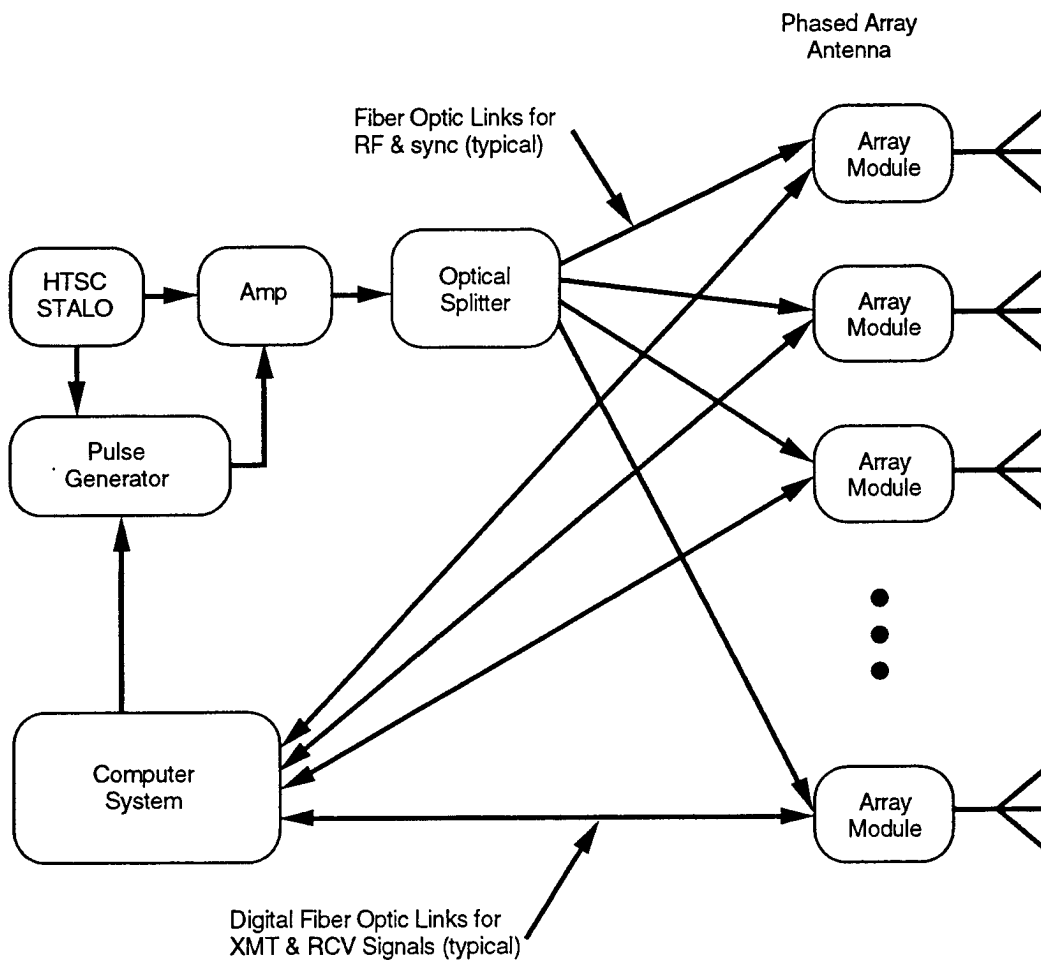 Phased Array
Antenna
Fiber Optic Links for
RF & sync (typical)
Array
Module
HTSC
STALO
Amp
Optical
Splitter
Array
Module
Pulse
Generator
Array
Module
Computer
System
Array
Module
Digital Fiber Optic Links for
XMT & RCV Signals (typical)